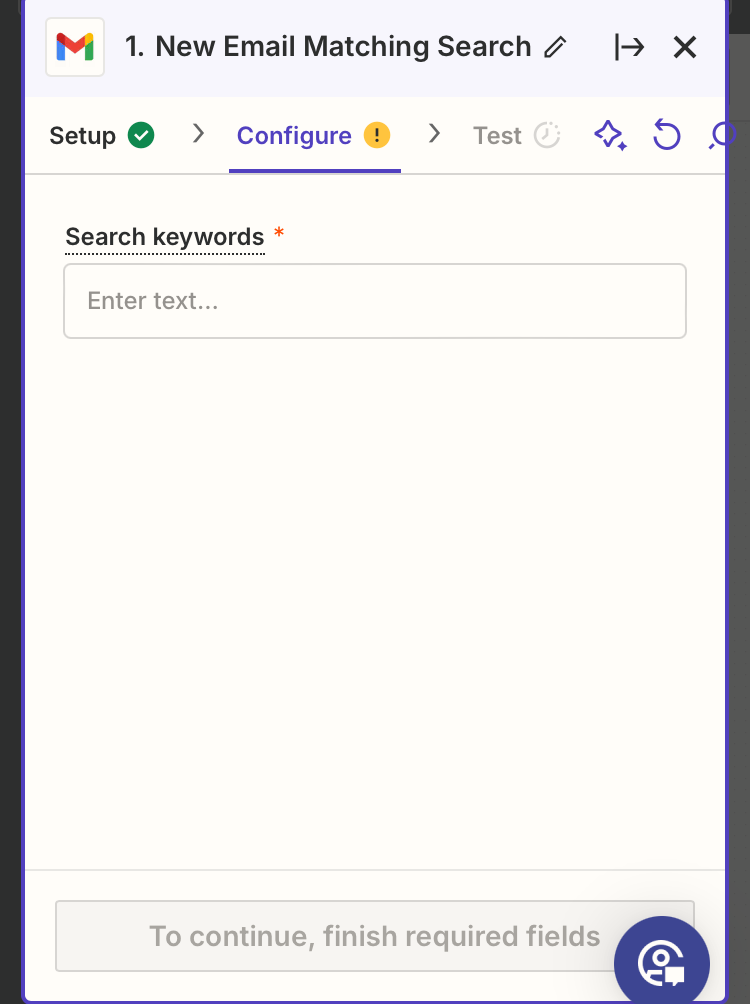 1. New Email Matching Search
Setup Configure Test
Search keywords *
Enter text...
To continue, finish required fields